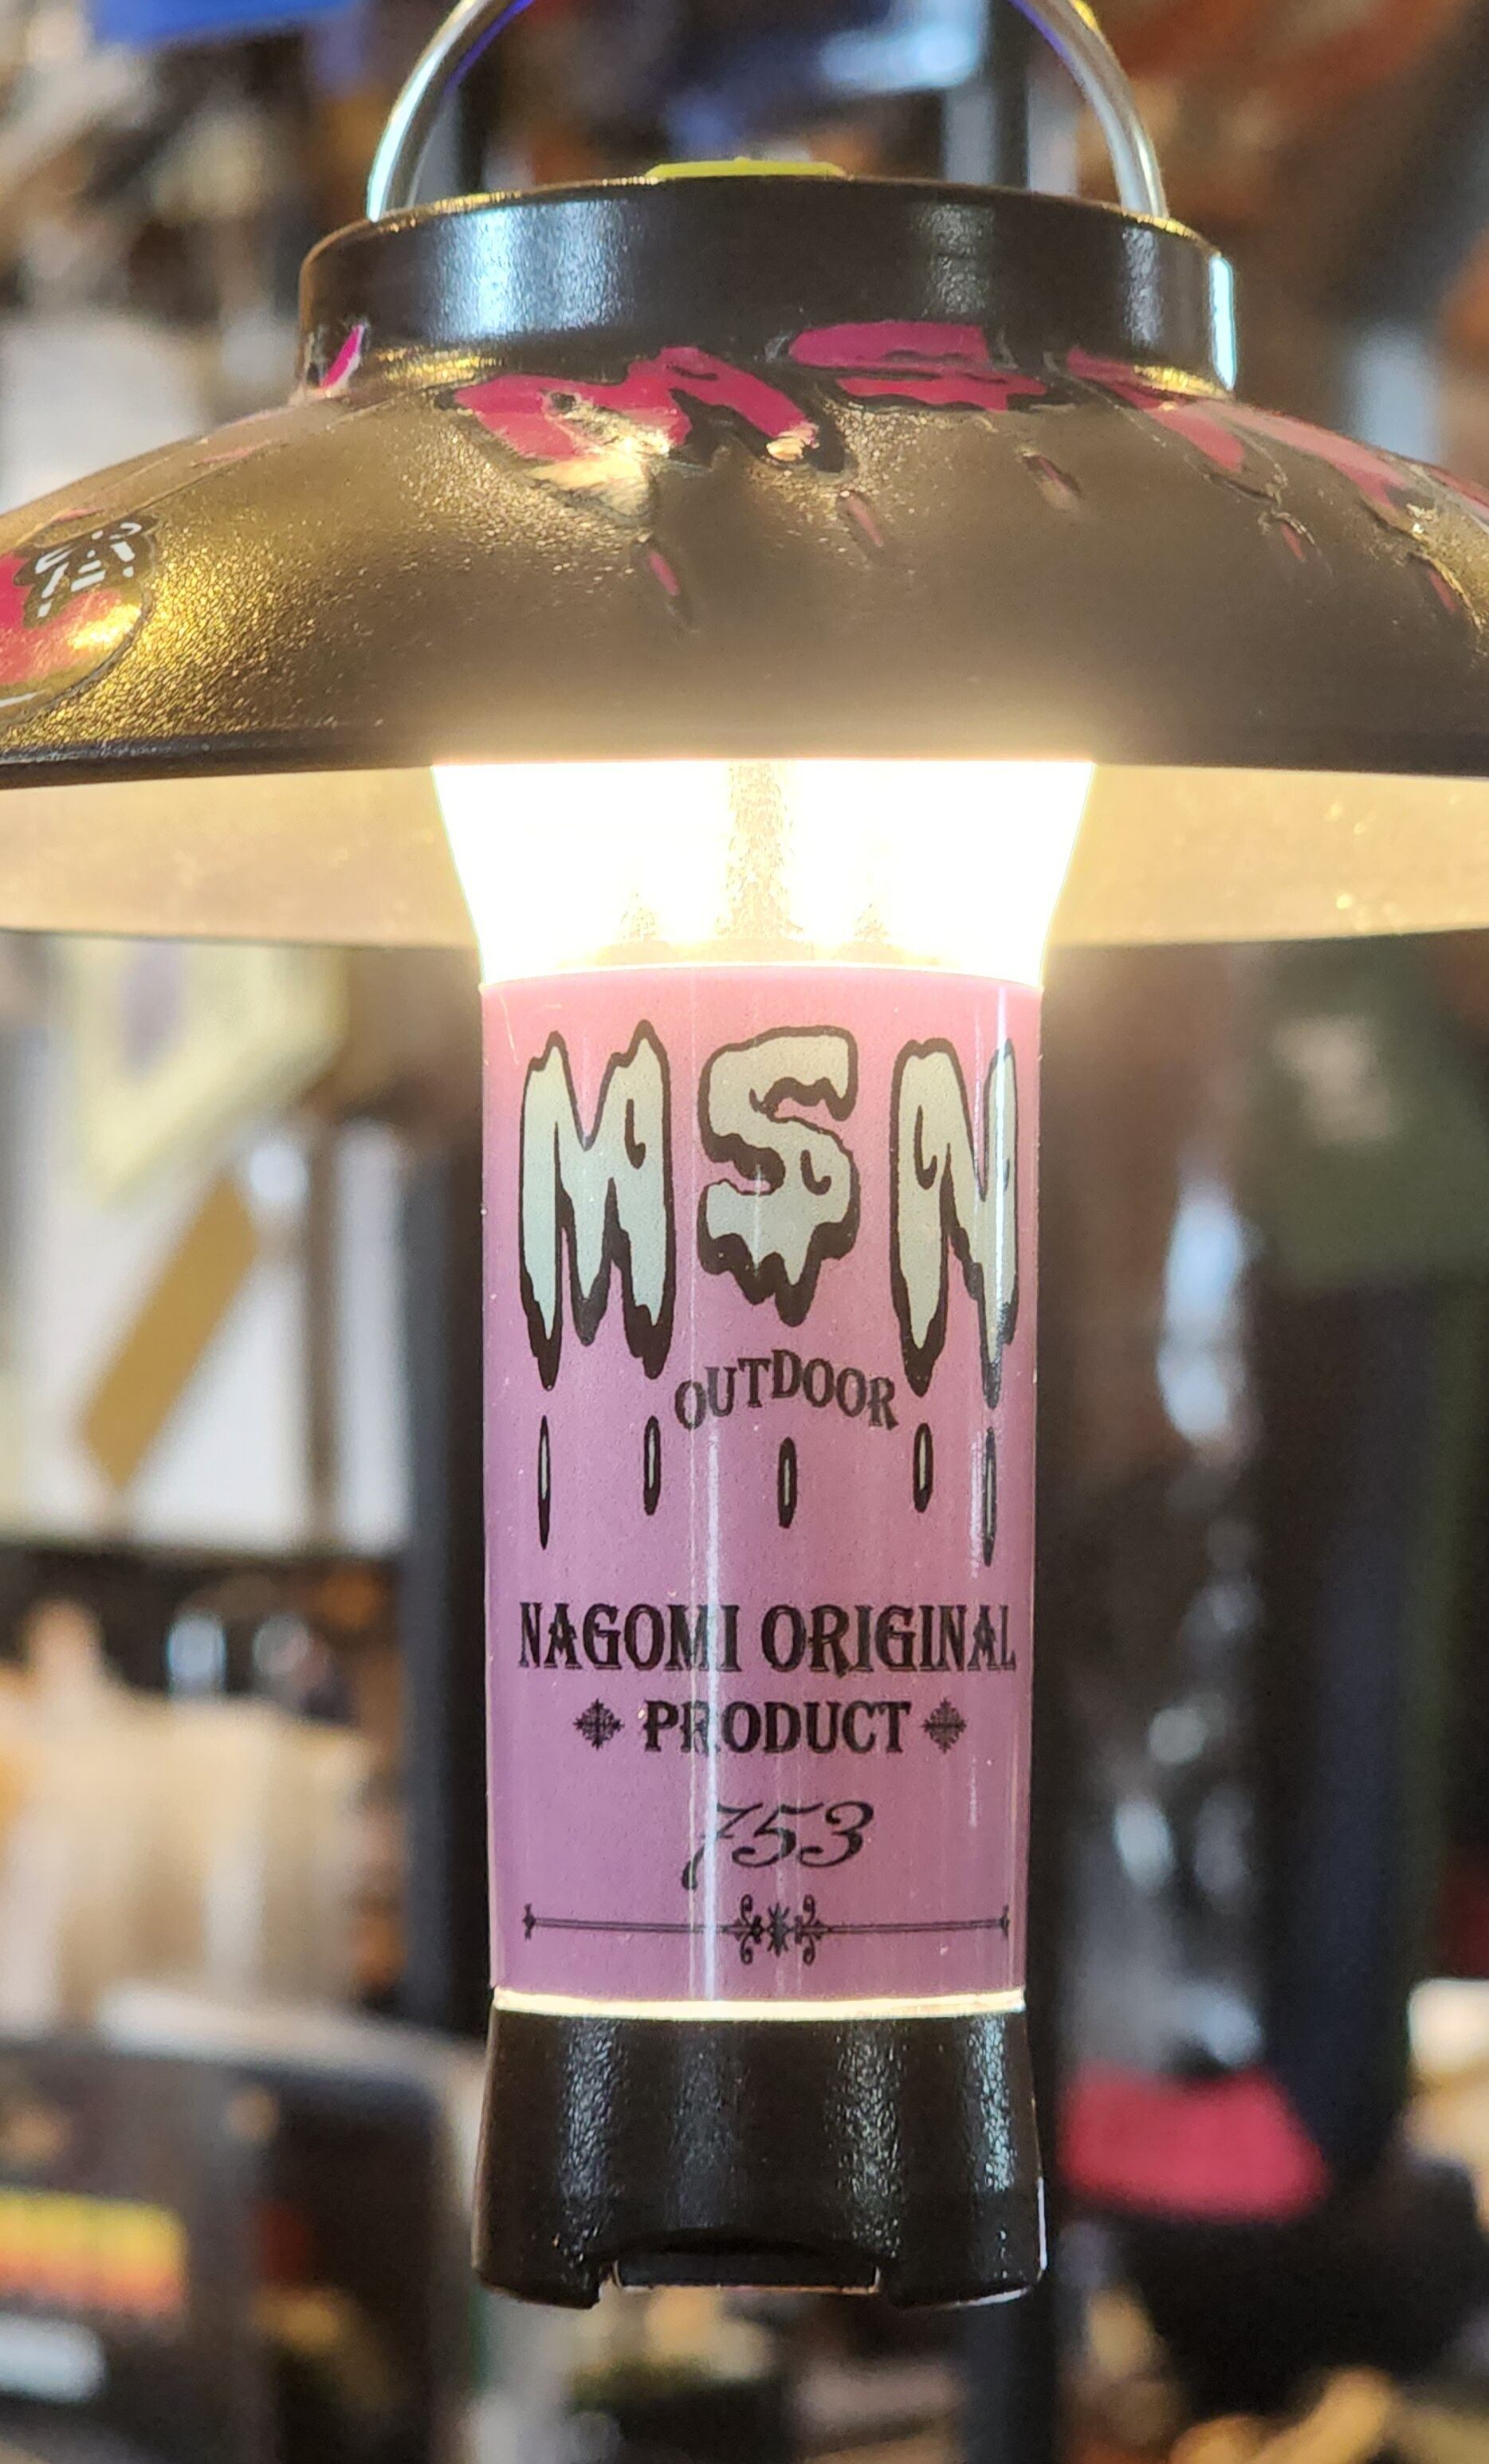 MSN
OUTDOOR
NAGOMI ORIGINAL
PRODUCT
753